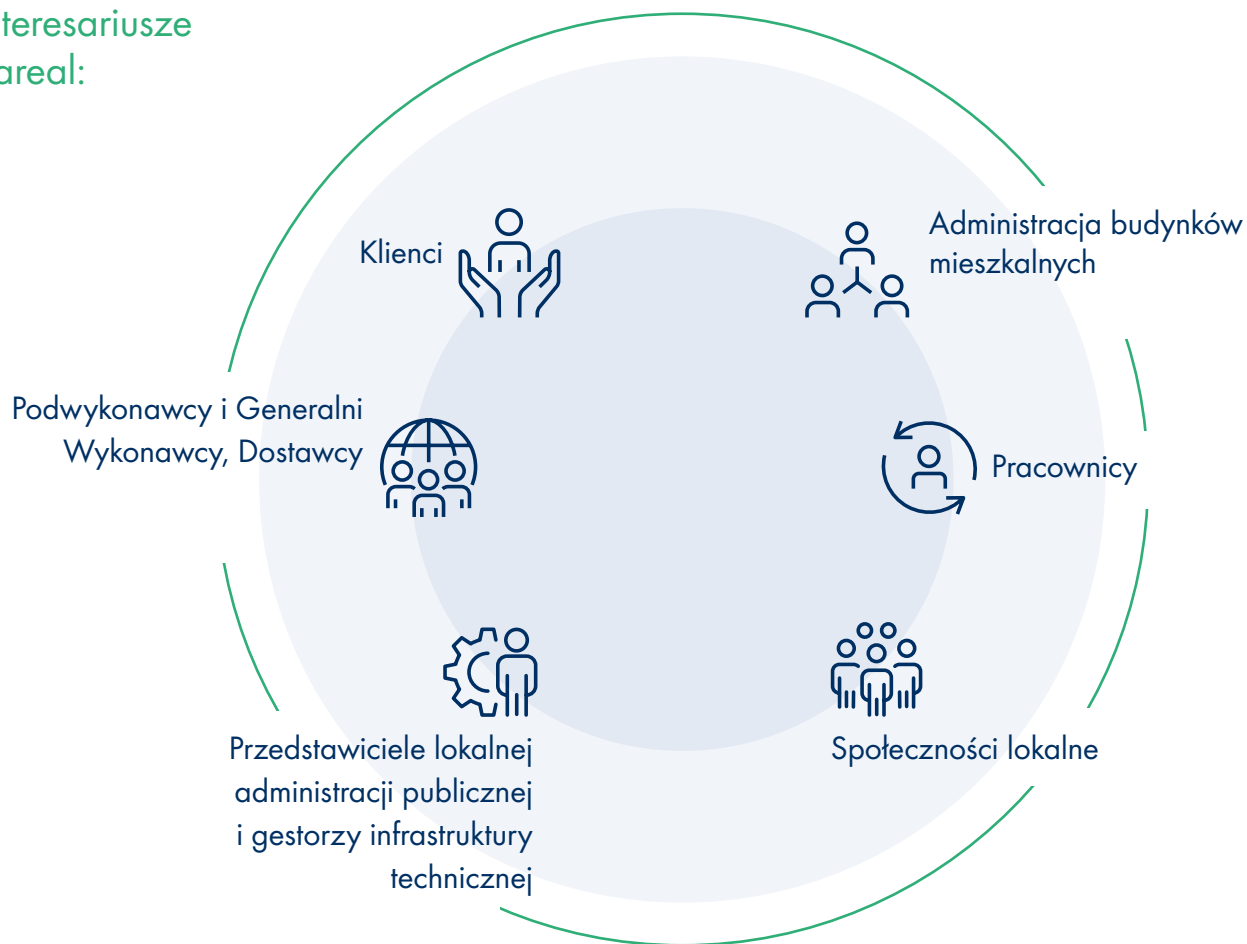 teresariusze
areal:
Klienci
Administracja budynków
mieszkalnych
Podwykonawcy i Generalni
Wykonawcy, Dostawcy
Pracownicy
Przedstawiciele lokalnej
administracji publicznej
i gestorzy infrastruktury
technicznej
Społeczności lokalne